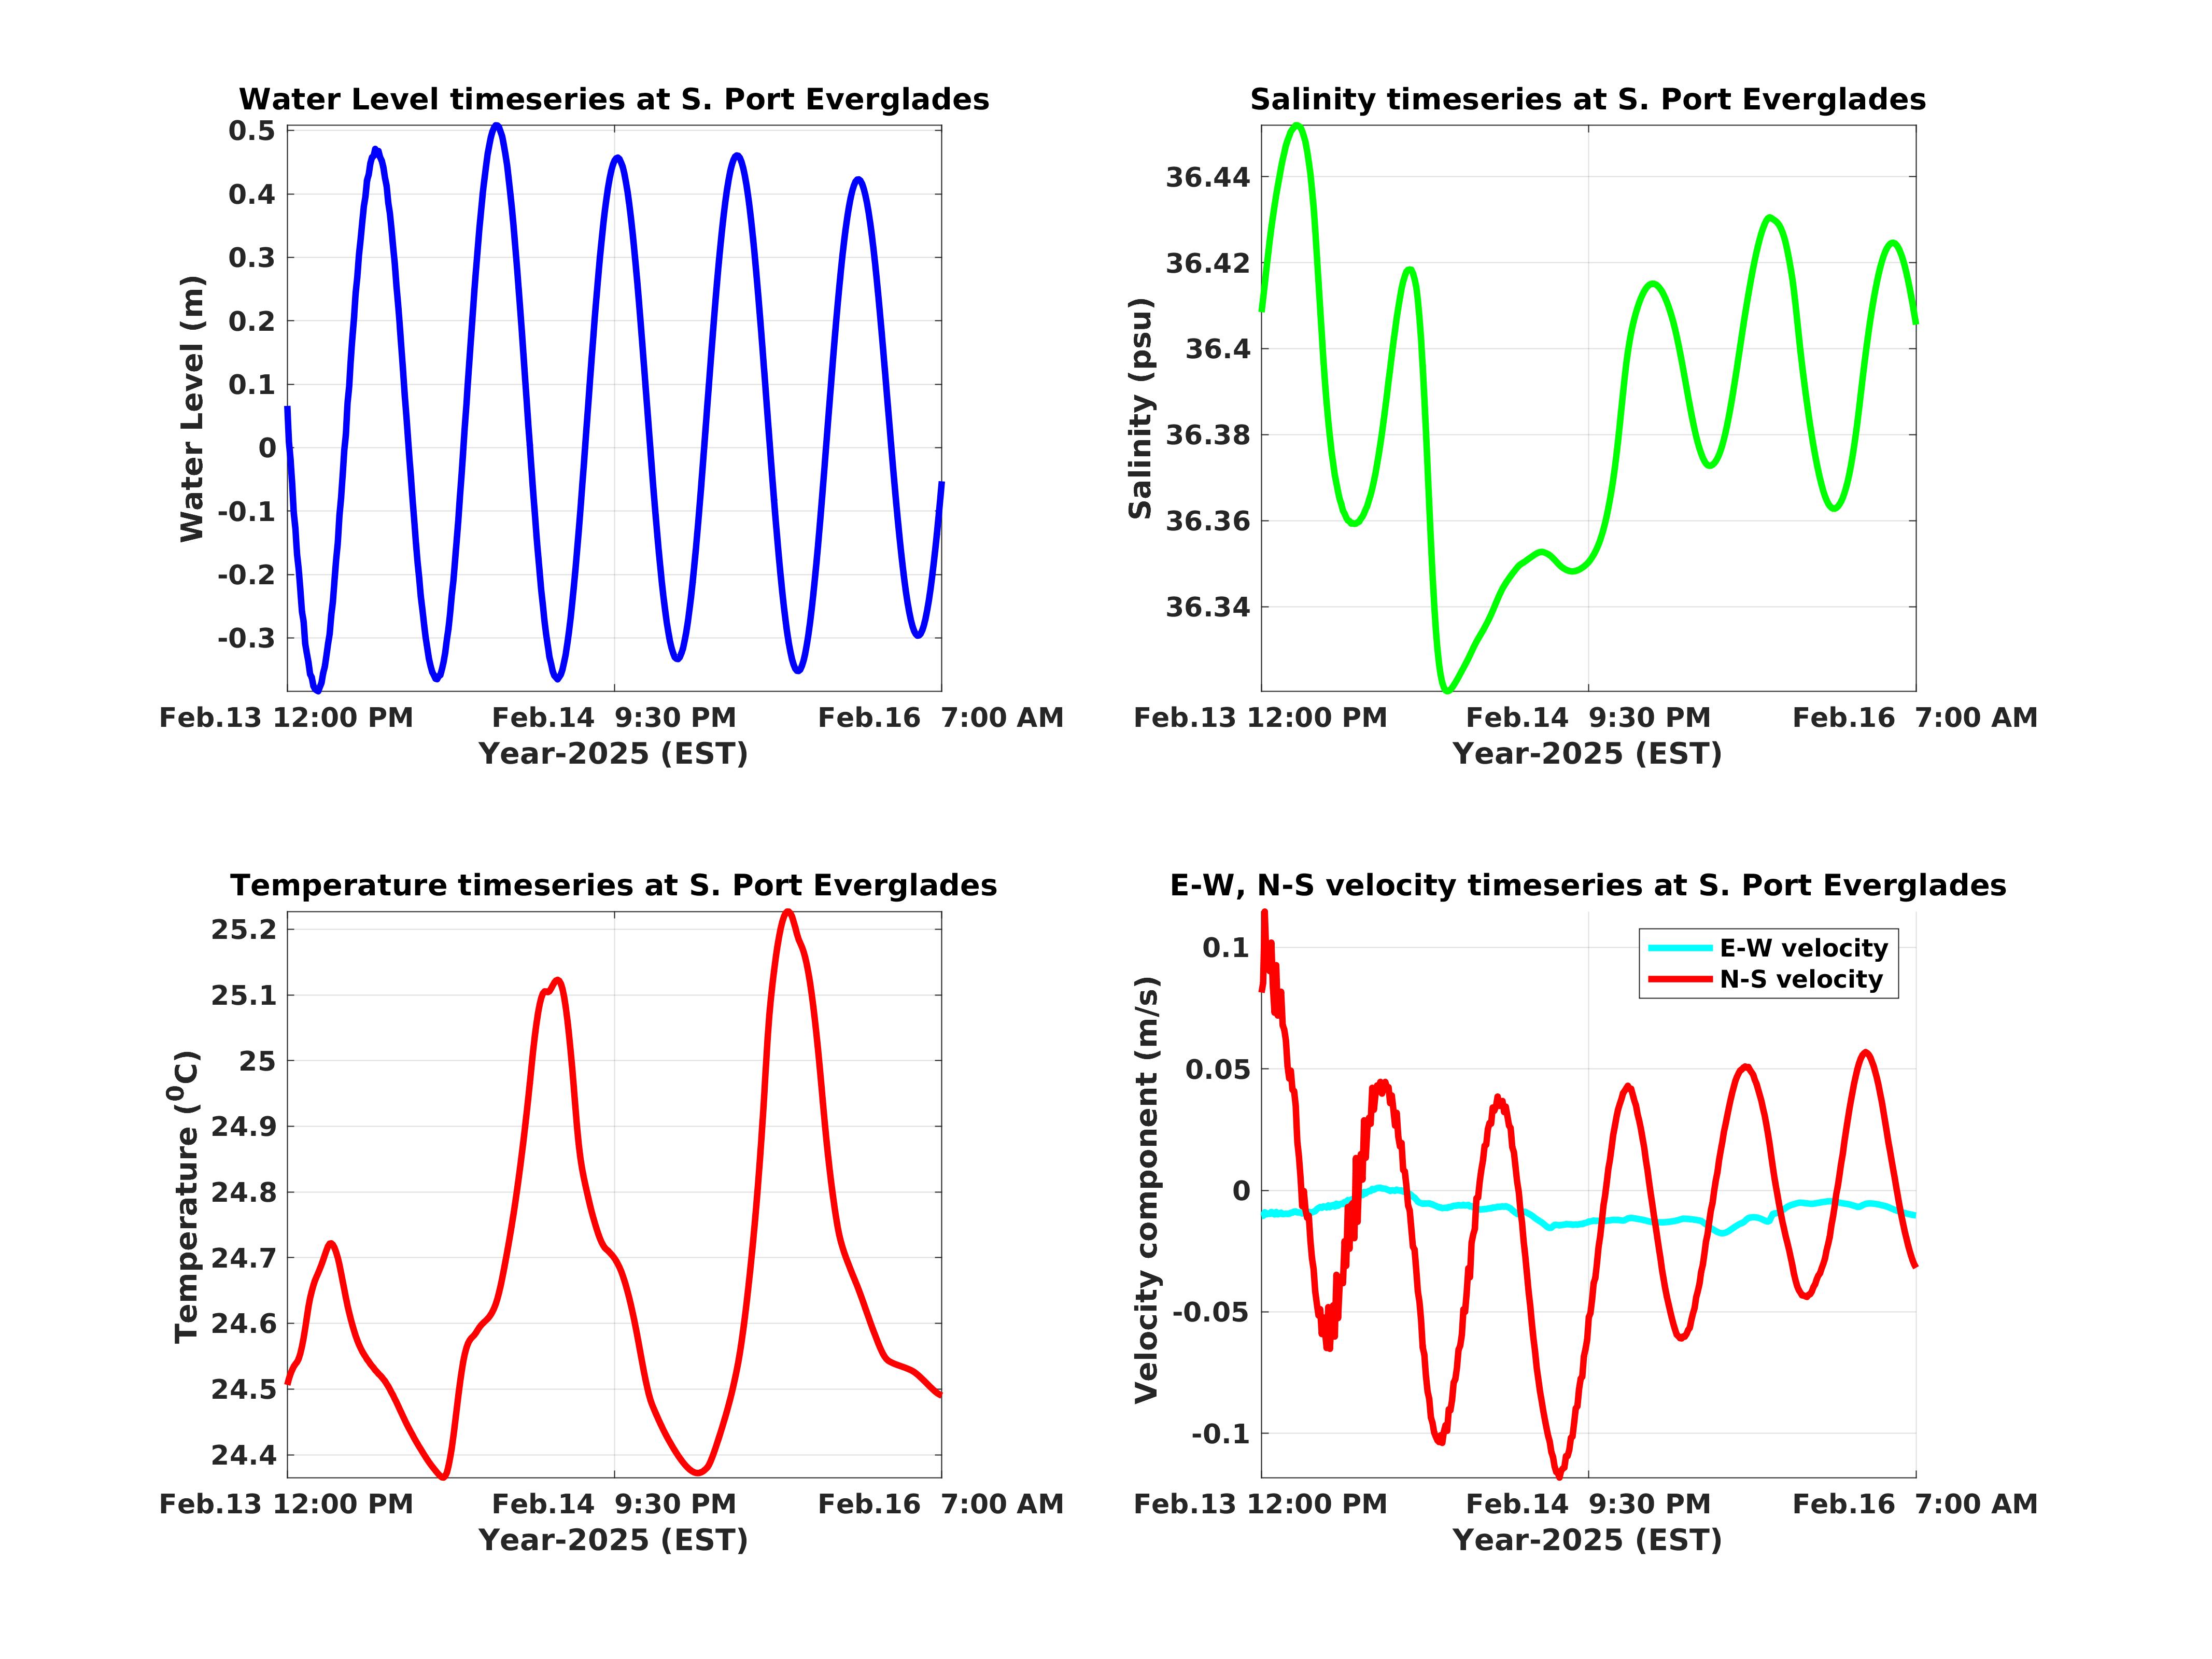 Water Level timeseries at S. Port Everglades
0.5
0.4
0.3
0.2
0.1
0
-0.1
-0.2
-0.3
Water Level (m)
Feb.13 12:00 PM
Feb.14 9:30 PM
Feb.16 7:00 AM
Year-2025 (EST)
Salinity timeseries at S. Port Everglades
36.44
36.42
36.4
36.38
36.36
36.34
Salinity (psu)
Feb.13 12:00 PM
Feb.14 9:30 PM
Feb.16 7:00 AM
Year-2025 (EST)
Temperature timeseries at S. Port Everglades
25.2
25.1
25
24.9
24.8
24.7
24.6
24.5
24.4
Temperature (⁰C)
Feb.13 12:00 PM
Feb.14 9:30 PM
Feb.16 7:00 AM
Year-2025 (EST)
E-W, N-S velocity timeseries at S. Port Everglades
E-W velocity
N-S velocity
0.1
0.05
0
-0.05
-0.1
Velocity component (m/s)
Feb.13 12:00 PM
Feb.14 9:30 PM
Feb.16 7:00 AM
Year-2025 (EST)